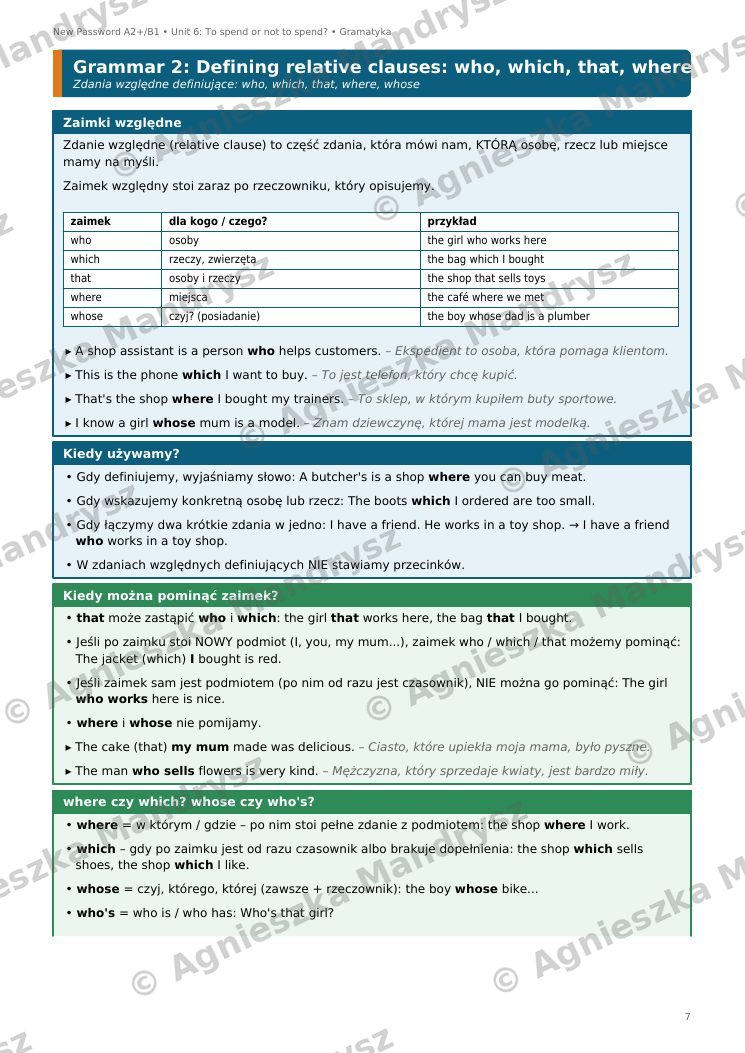 New Password A2+/B1 • Unit 6: To spend or not to spend? • Gramatyka
Grammar 2: Defining relative clauses: who, which, that, where
Zdania względne definiujące: who, which, that, where, whose
Zaimki względne
Zdanie względne (relative clause) to część zdania, która mówi nam, KTÓRĄ osobę, rzecz lub miejsce
mamy na myśli.
Zaimek względny stoi zaraz po rzeczowniku, który opisujemy.
zaimek dla kogo / czego? przykład
who osoby the girl who works here
which rzeczy, zwierzęta the bag which I bought
that osoby i rzeczy the shop that sells toys
where miejsca the café where we met
whose czyj? (posiadanie) the boy whose dad is a plumber
▸ A shop assistant is a person who helps customers. – Ekspedient to osoba, która pomaga klientom.
▸ This is the phone which I want to buy. – To jest telefon, który chcę kupić.
▸ That's the shop where I bought my trainers. – To sklep, w którym kupiłem buty sportowe.
▸ I know a girl whose mum is a model. – Znam dziewczynę, której mama jest modelką.
Kiedy używamy?
• Gdy definiujemy, wyjaśniamy słowo: A butcher's is a shop where you can buy meat.
• Gdy wskazujemy konkretną osobę lub rzecz: The boots which I ordered are too small.
• Gdy łączymy dwa krótkie zdania w jedno: I have a friend. He works in a toy shop. → I have a friend
who works in a toy shop.
• W zdaniach względnych definiujących NIE stawiamy przecinków.
Kiedy można pominąć zaimek?
• that może zastąpić who i which: the girl that works here, the bag that I bought.
• Jeśli po zaimku stoi NOWY podmiot (I, you, my mum...), zaimek who / which / that możemy pominąć:
The jacket (which) I bought is red.
• Jeśli zaimek sam jest podmiotem (po nim od razu jest czasownik), NIE można go pominąć: The girl
who works here is nice.
• where i whose nie pomijamy.
▸ The cake (that) my mum made was delicious. – Ciasto, które upiekła moja mama, było pyszne.
▸ The man who sells flowers is very kind. – Mężczyzna, który sprzedaje kwiaty, jest bardzo miły.
where czy which? whose czy who's?
• where = w którym / gdzie – po nim stoi pełne zdanie z podmiotem: the shop where I work.
• which – gdy po zaimku jest od razu czasownik albo brakuje dopełnienia: the shop which sells
shoes, the shop which I like.
• whose = czyj, którego, której (zawsze + rzeczownik): the boy whose bike...
• who's = who is / who has: Who's that girl?
© Agnieszka Mandrysz
7